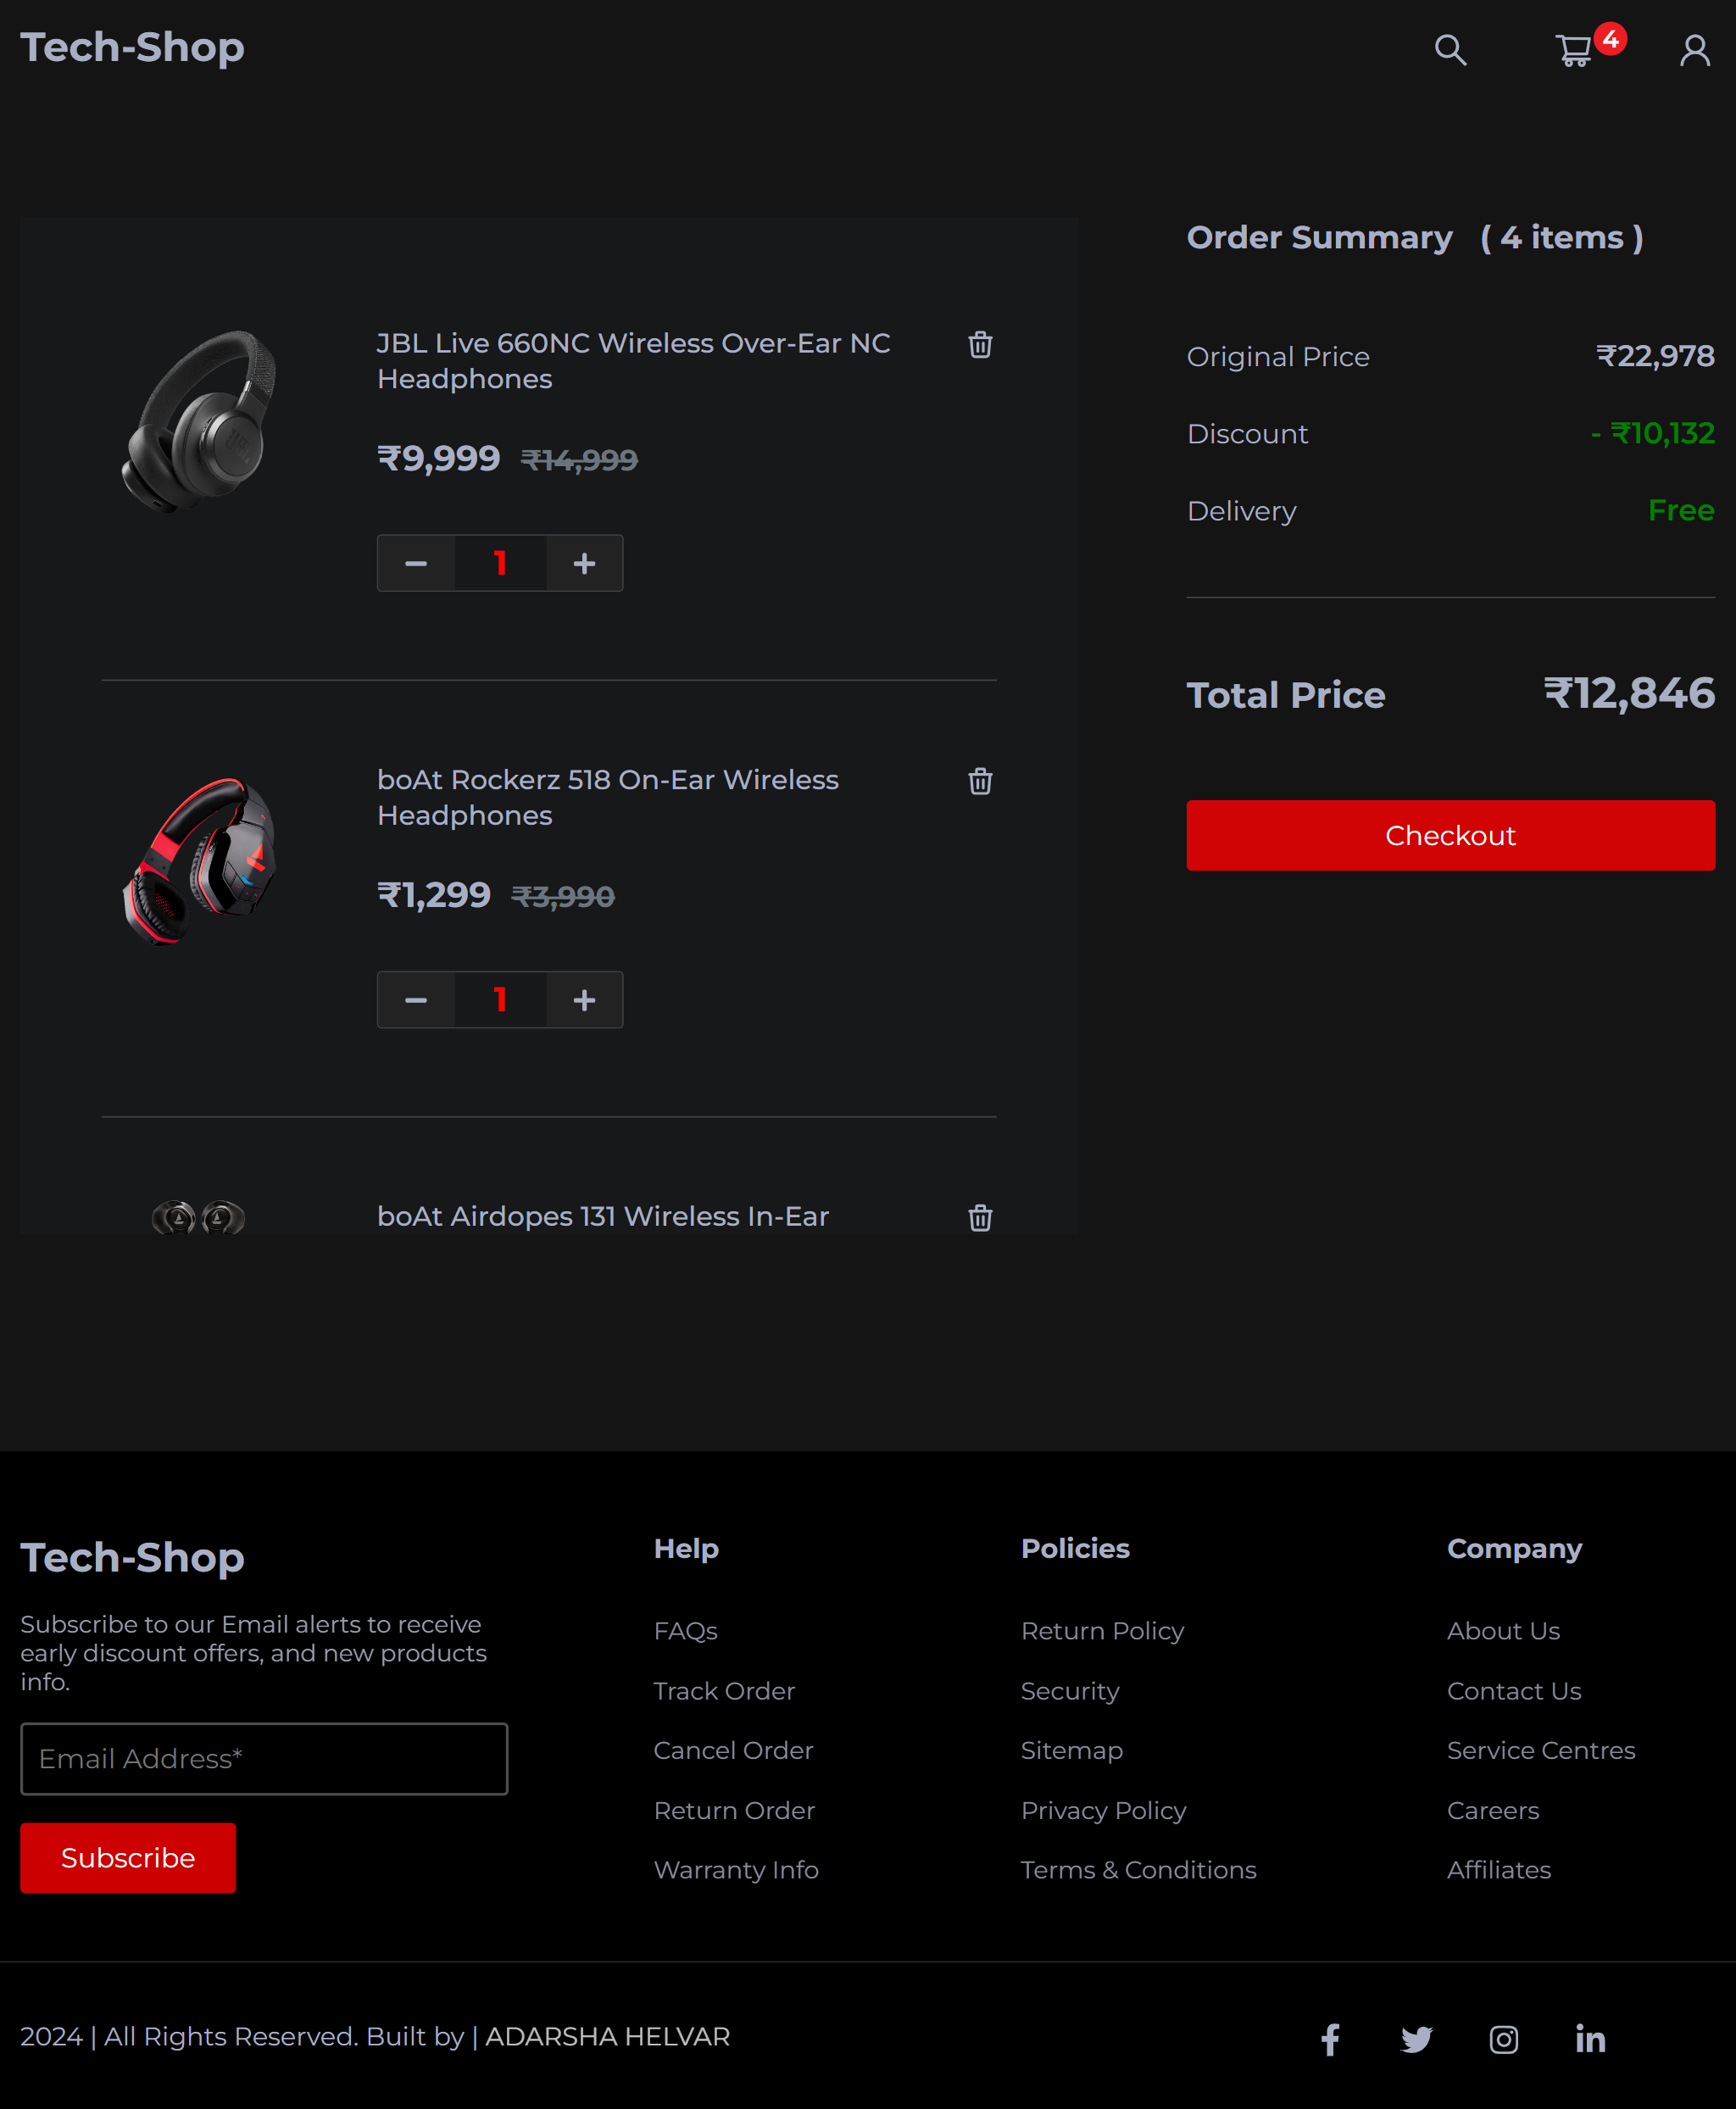 Tech-Shop
4
JBL Live 660NC Wireless Over-Ear NC
Headphones
₹9,999 ₹14,999
1
boAt Rockerz 518 On-Ear Wireless
Headphones
₹1,299 ₹3,990
1
boAt Airdopes 131 Wireless In-Ear
Order Summary ( 4 items )
Original Price ₹22,978
Discount - ₹10,132
Delivery Free
Total Price ₹12,846
Checkout
Tech-Shop
Subscribe to our Email alerts to receive
early discount offers, and new products
info.
Email Address*
Subscribe
Help
FAQs
Track Order
Cancel Order
Return Order
Warranty Info
Policies
Return Policy
Security
Sitemap
Privacy Policy
Terms & Conditions
Company
About Us
Contact Us
Service Centres
Careers
Affiliates
2024 | All Rights Reserved. Built by | ADARSHA HELVAR